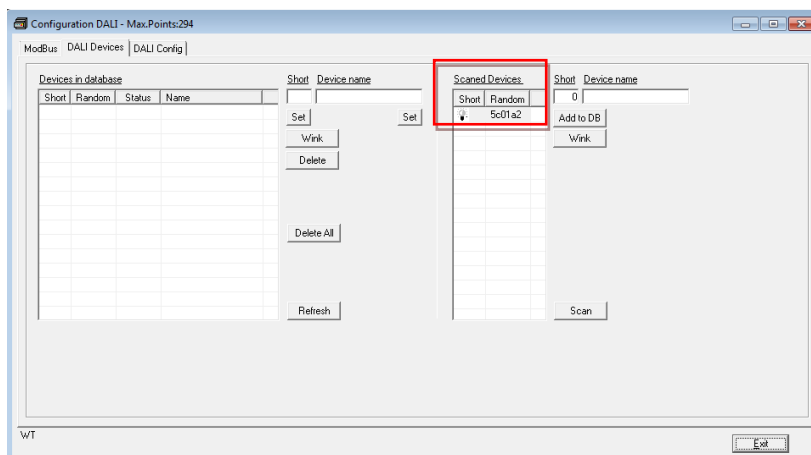 Configuration DALI - Max.Points:294
ModBus DALI Devices DALI Config
Devices in database Short Device name Scaned Devices Short Device name
Short Random Status Name Short Random 0
5c01a2
Set Set Add to DB
Wink Wink
Delete
Delete All
Refresh Scan
WT
Exit